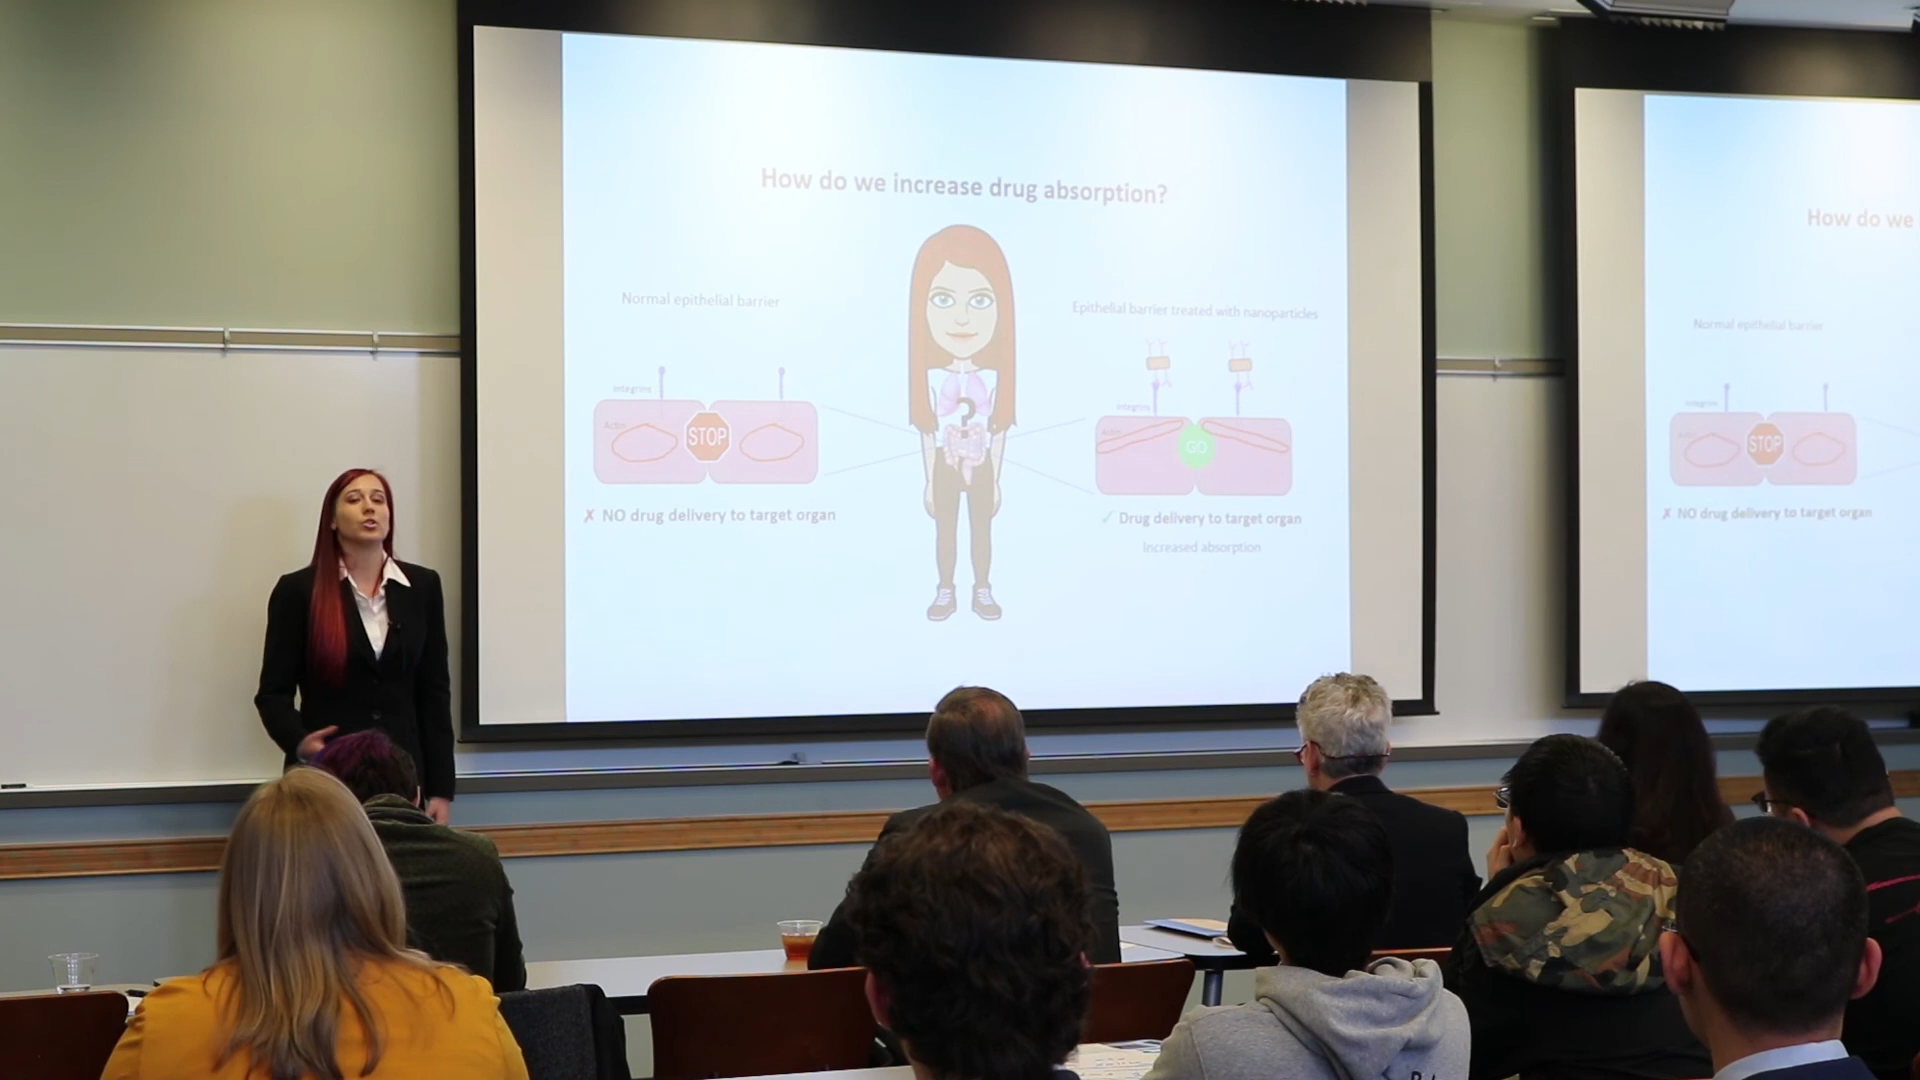 How do we increase drug absorption?
Normal epithelial barrier
Epithelial barrier treated with nanoparticles
Integrins
Actin
STOP
?
Integrins
Actin
GO
✗ NO drug delivery to target organ
✓ Drug delivery to target organ
Increased absorption
How do we
Normal epithelial barrier
Integrins
Actin
STOP
✗ NO drug delivery to target organ